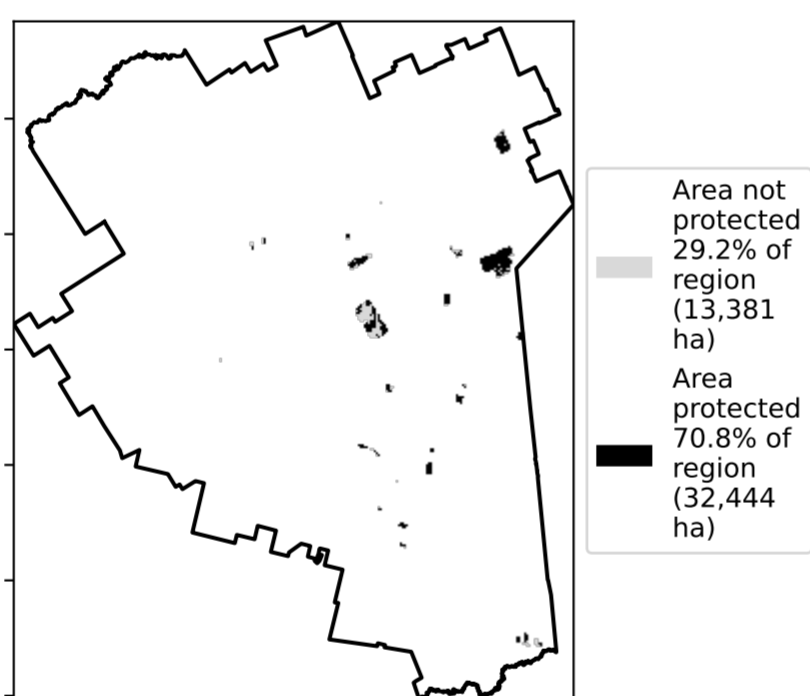 Area not
protected
29.2% of
region
(13,381
ha)
Area
protected
70.8% of
region
(32,444
ha)